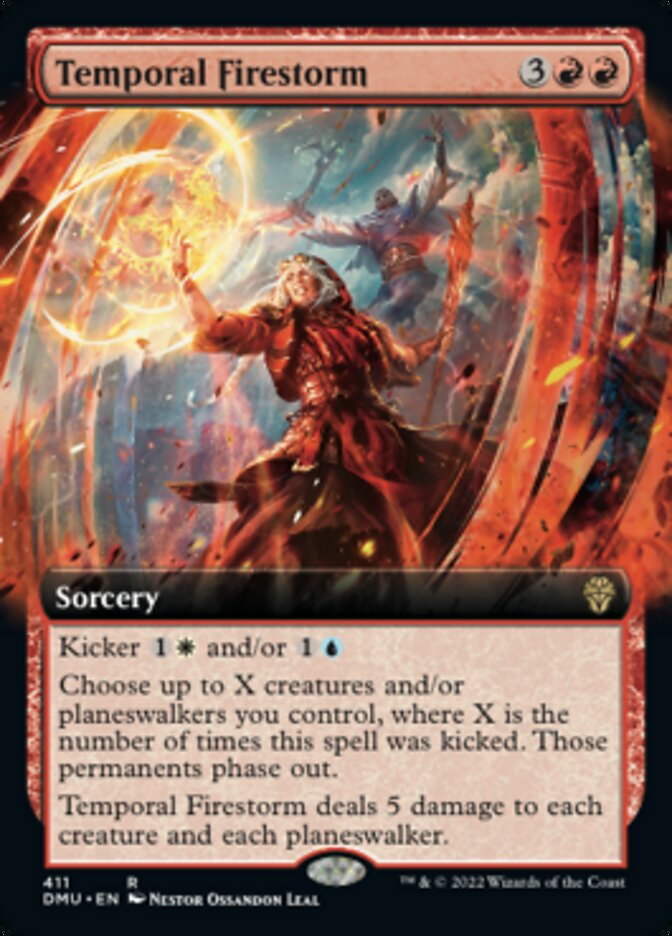 Temporal Firestorm 3
Sorcery
Kicker 1 and/or 1
Choose up to X creatures and/or
planeswalkers you control, where X is the
number of times this spell was kicked. Those
permanents phase out.
Temporal Firestorm deals 5 damage to each
creature and each planeswalker.
411 R
DMU • EN Nestor Ossandon Leal
™ & © 2022 Wizards of the Coast